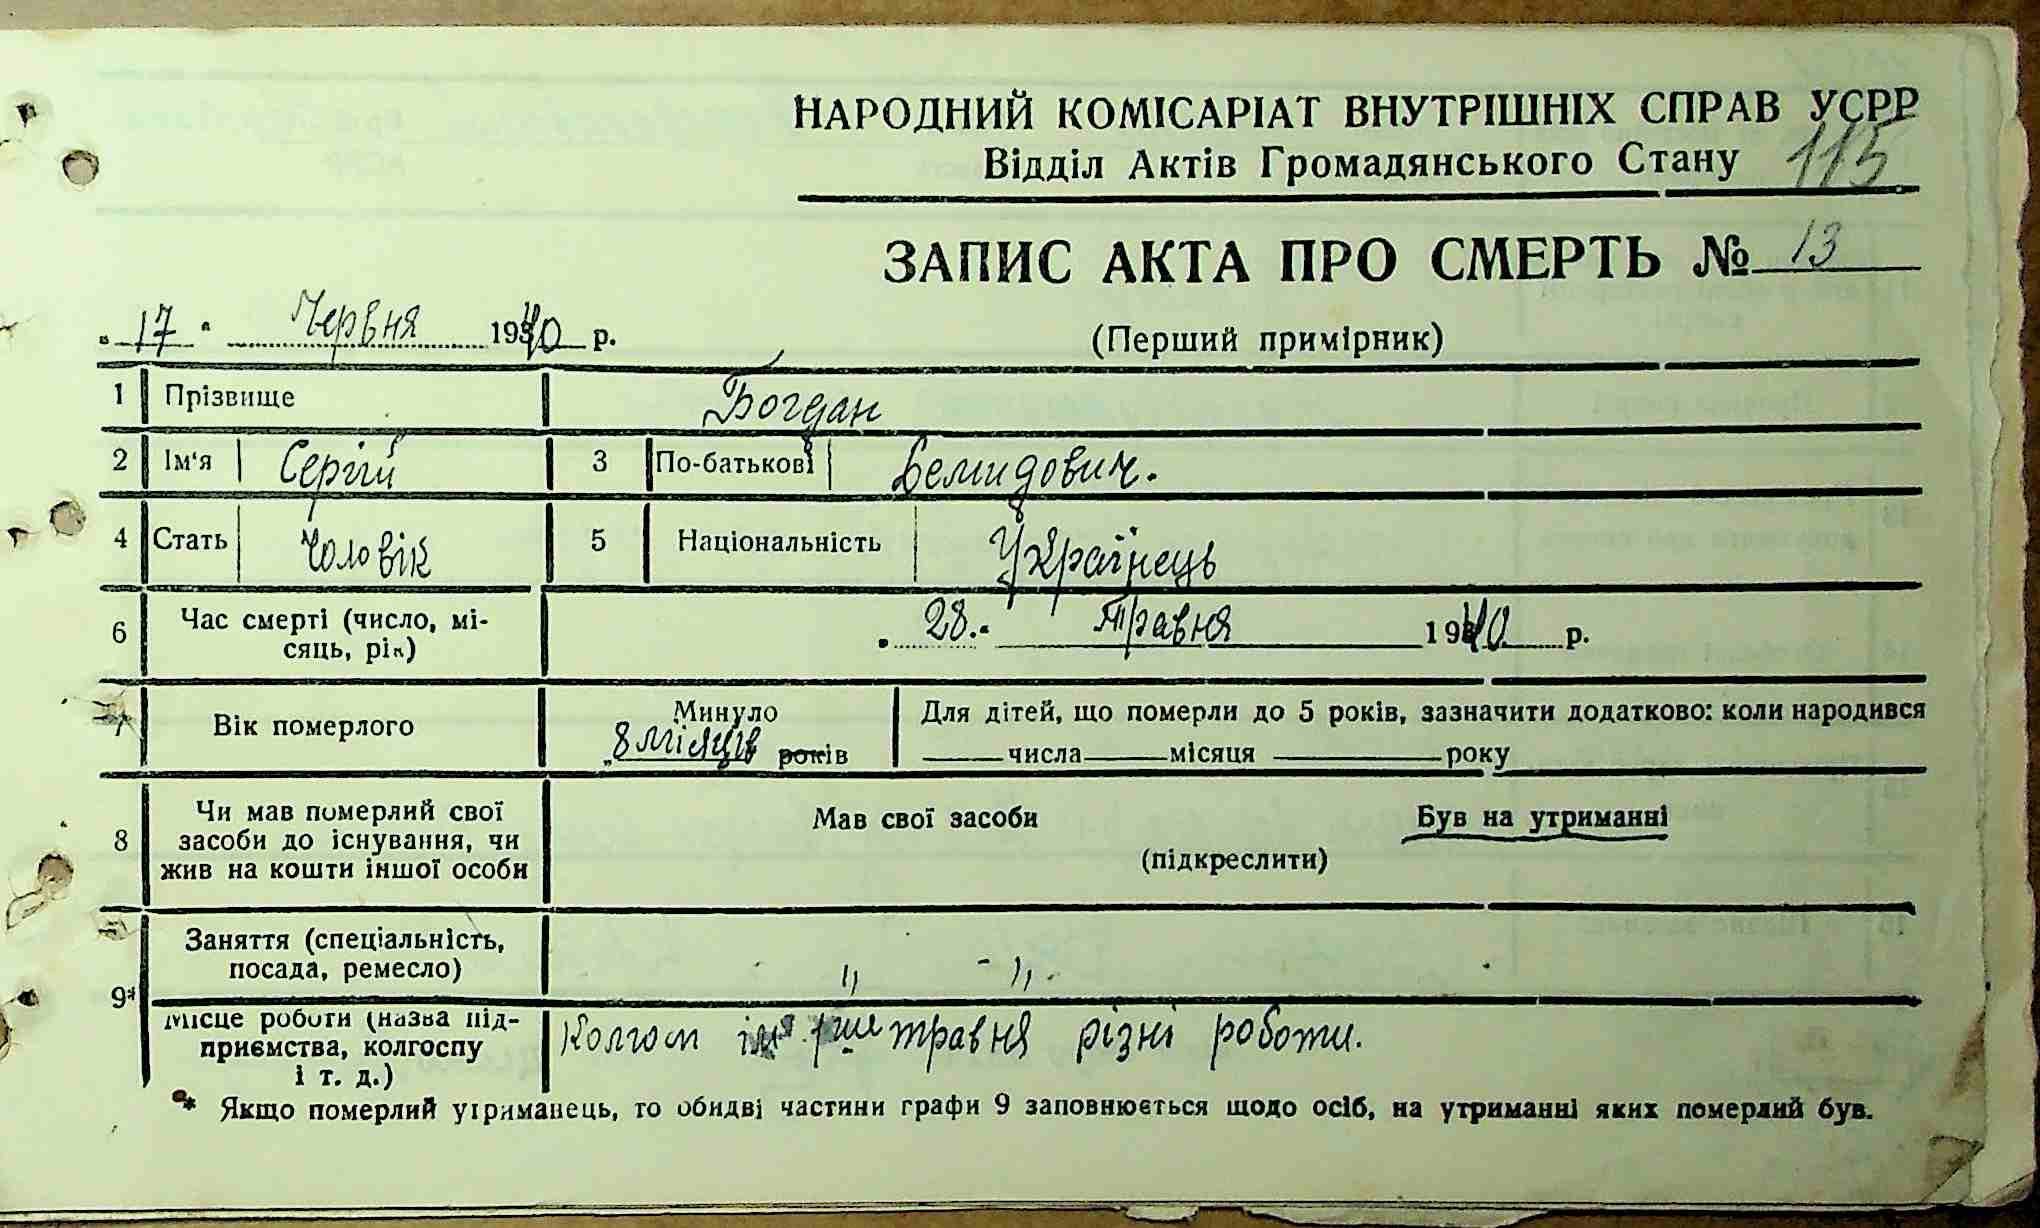 НАРОДНИЙ КОМІСАРІАТ ВНУТРІШНІХ СПРАВ УСРР
Відділ Актів Громадянського Стану 115
ЗАПИС АКТА ПРО СМЕРТЬ № 13
„ 17 “ Червня 1940 р.
(Перший примірник)
1 Прізвище Богдан
2 Ім'я Сергій 3 По-батькові Демидович.
4 Стать Чоловік 5 Національність Українець
6 Час смерті (число, мі-
сяць, рік) „ 28. “ Травня 1940 р.
7 Вік померлого Минуло
„ 8 місяців років
Для дітей, що померли до 5 років, зазначити додатково: коли народився
числа місяця року
8 Чи мав померлий свої
засоби до існування, чи
жив на кошти іншої особи
Мав свої засоби Був на утриманні
(підкреслити)
9* Заняття (спеціальність,
посада, ремесло) „ - „.
Місце роботи (назва під-
приємства, колгоспу
і т. д.)
Колгосп ім. 1ше травня різні роботи.
* Якщо померлий утриманець, то обидві частини графи 9 заповнюється щодо осіб, на утриманні яких померлий був.